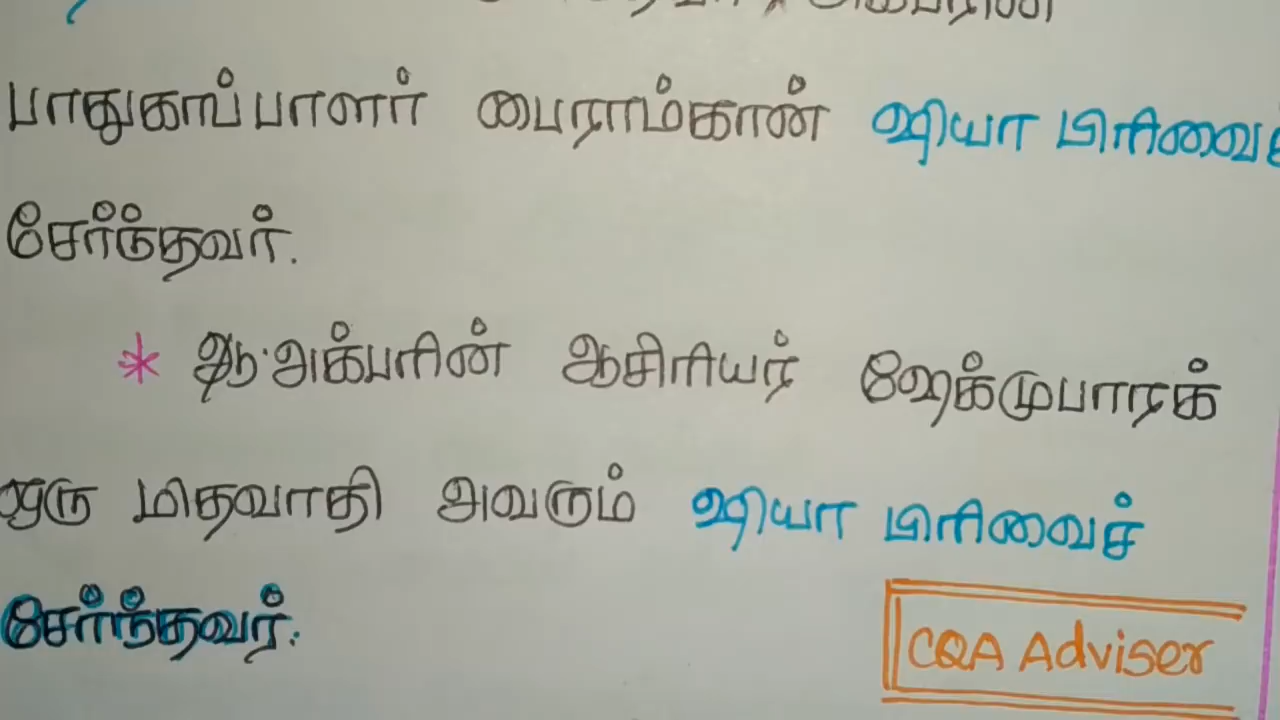 பாதுகாப்பாளர் பைராம்கான் ஷியா பிரிவை
சேர்ந்தவர்.
* அக்பரின் ஆசிரியர் ஷேக்முபாரக்
ஒரு மிதவாதி அவரும் ஷியா பிரிவைச்
சேர்ந்தவர்.
CQA Adviser